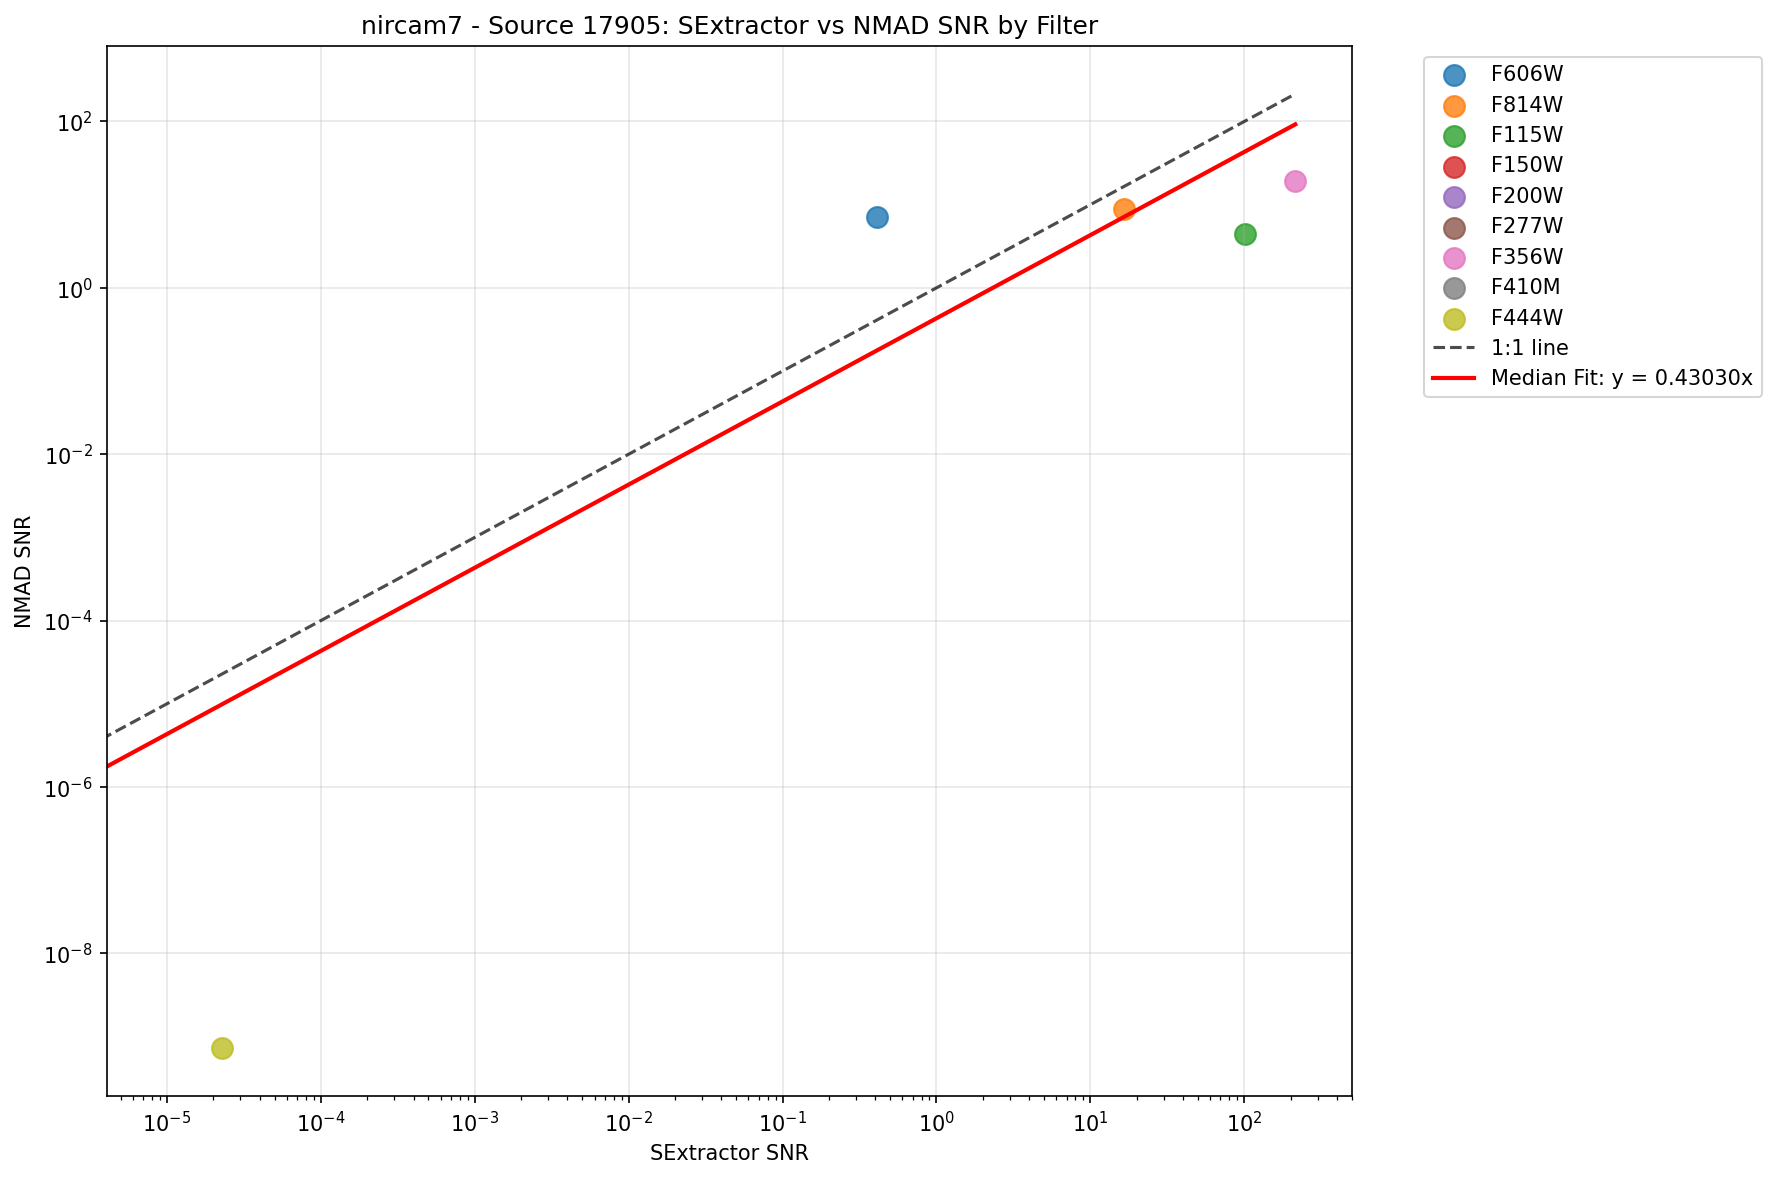 nircam7 - Source 17905: SExtractor vs NMAD SNR by Filter
F606W
F814W
F115W
F150W
F200W
F277W
F356W
F410M
F444W
1:1 line
Median Fit: y = 0.43030x
NMAD SNR
10²
10⁰
10⁻²
10⁻⁴
10⁻⁶
10⁻⁸
10⁻⁵ 10⁻⁴ 10⁻³ 10⁻² 10⁻¹ 10⁰ 10¹ 10²
SExtractor SNR